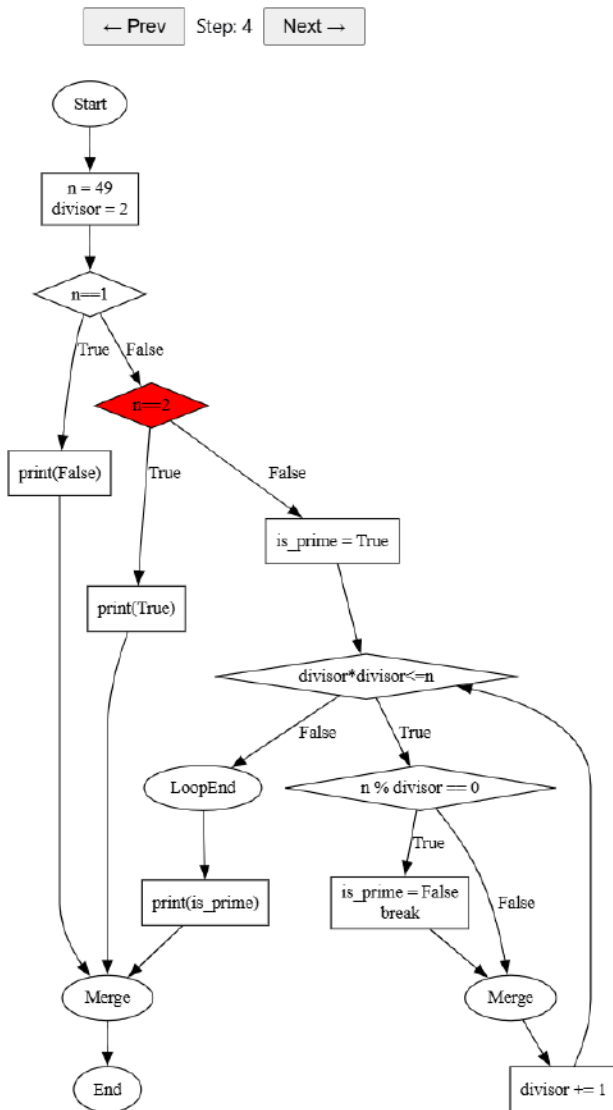 ← Prev Step: 4 Next →
Start
n = 49
divisor = 2
n==1
True False
n==2
print(False)
True
False
is_prime = True
print(True)
divisor*divisor<=n
False
True
LoopEnd
n % divisor == 0
True
print(is_prime)
is_prime = False
break
False
Merge
Merge
End
divisor += 1